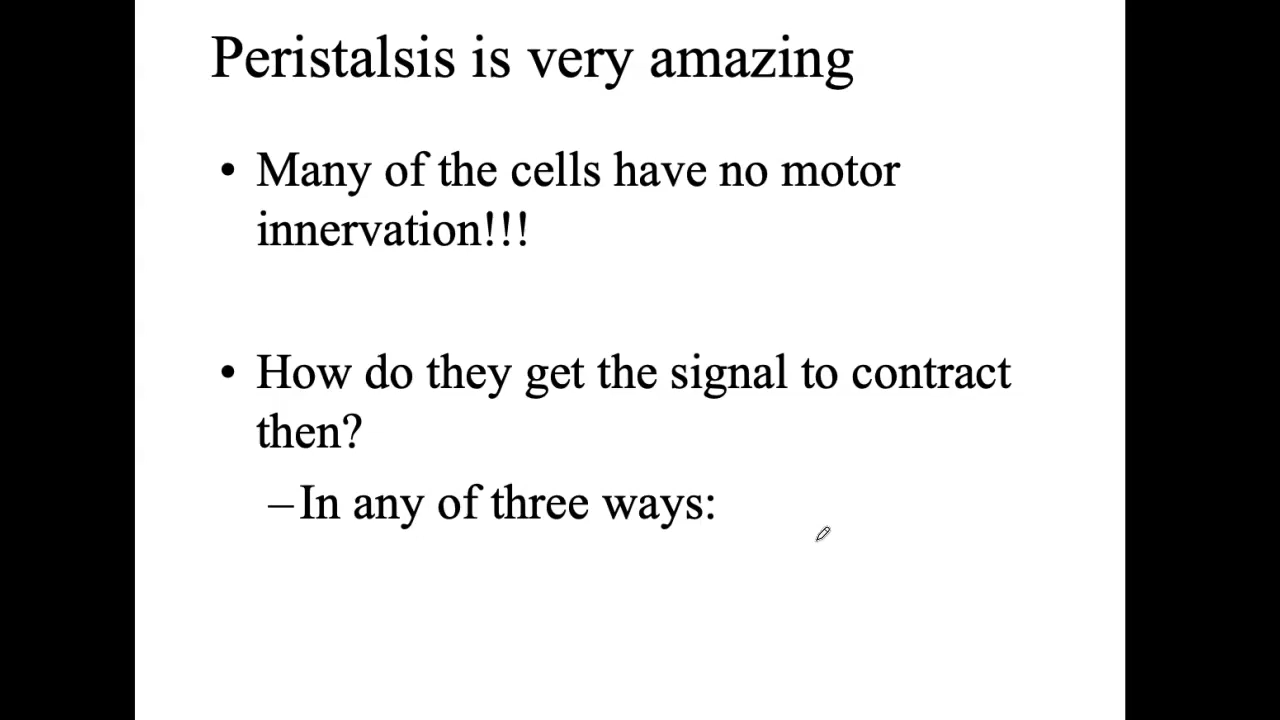 Peristalsis is very amazing
• Many of the cells have no motor
innervation!!!
• How do they get the signal to contract
then?
–In any of three ways: